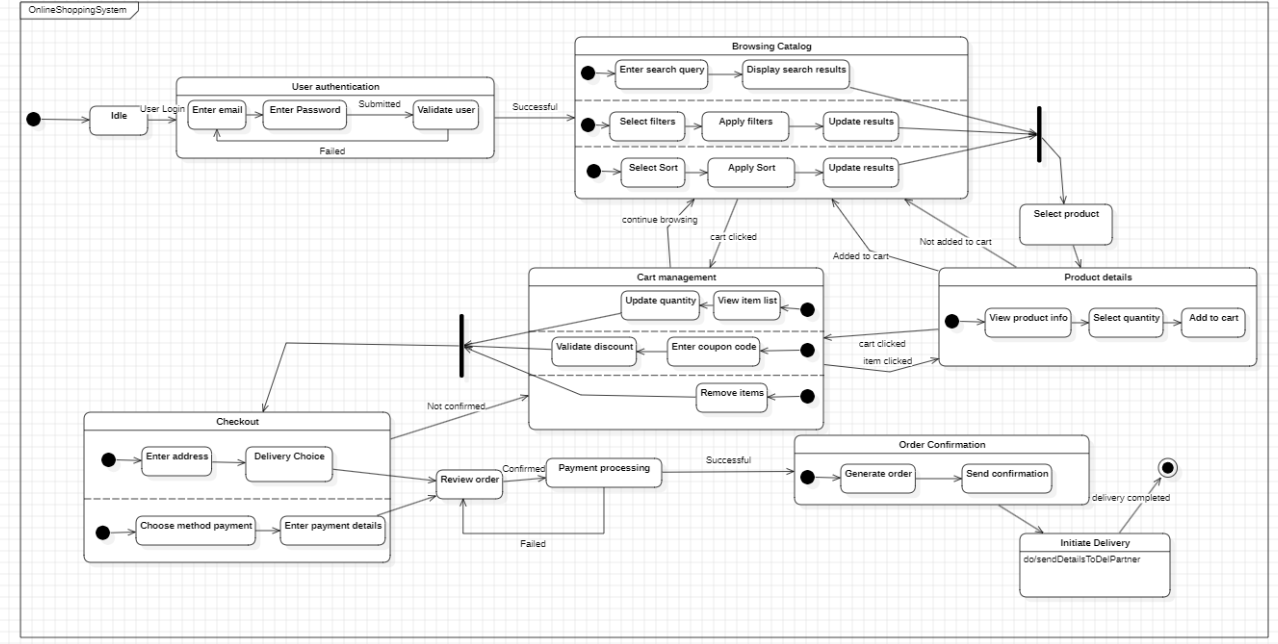 OnlineShoppingSystem
Idle
User Login
User authentication
Enter email
Enter Password
Submitted
Validate user
Failed
Successful
Browsing Catalog
Enter search query
Display search results
Select filters
Apply filters
Update results
Select Sort
Apply Sort
Update results
Select product
continue browsing
cart clicked
Added to cart
Not added to cart
Cart management
Update quantity
View item list
Validate discount
Enter coupon code
Remove items
Product details
View product info
Select quantity
Add to cart
cart clicked
item clicked
Not confirmed
Checkout
Enter address
Delivery Choice
Choose method payment
Enter payment details
Review order
Confirmed
Payment processing
Failed
Successful
Order Confirmation
Generate order
Send confirmation
delivery completed
Initiate Delivery
do/sendDetailsToDelPartner